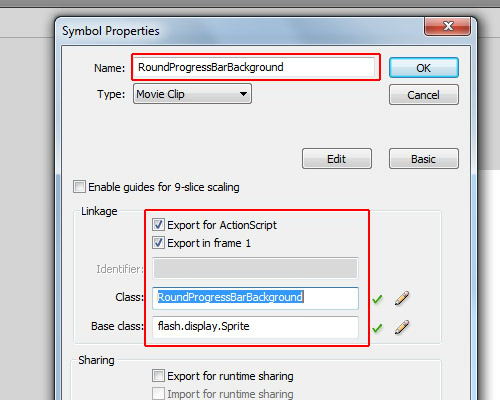 Symbol Properties
Name: RoundProgressBarBackground
OK
Type: Movie Clip
Cancel
Edit
Basic
Enable guides for 9-slice scaling
Linkage
Export for ActionScript
Export in frame 1
Identifier:
Class: RoundProgressBarBackground
Base class: flash.display.Sprite
Sharing
Export for runtime sharing
Import for runtime sharing